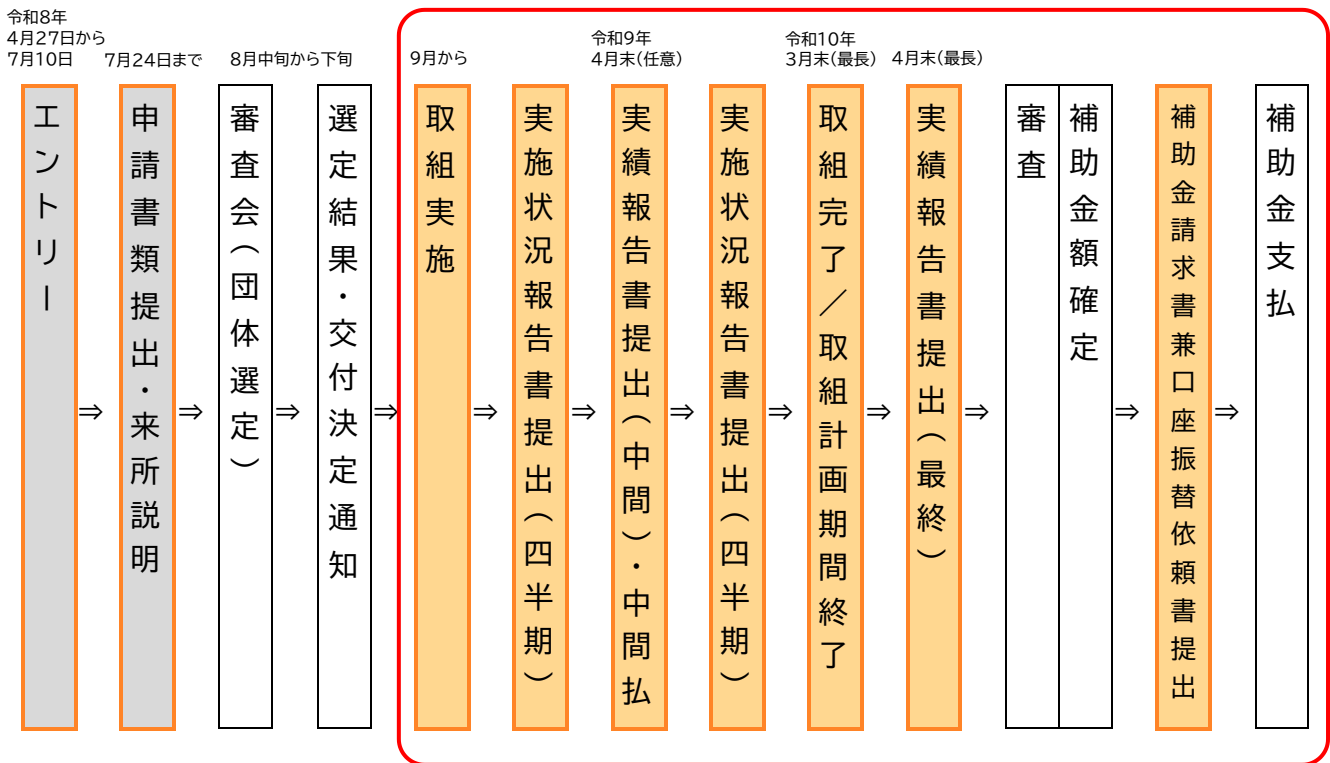 令和8年
4月27日から
7月10日
7月24日まで
8月中旬から下旬
9月から
令和9年
4月末(任意)
令和10年
3月末(最長)
4月末(最長)
エントリー
⇒
申請書類提出・来所説明
⇒
審査会(団体選定)
⇒
選定結果・交付決定通知
⇒
取組実施
⇒
実施状況報告書提出(四半期)
⇒
実績報告書提出(中間)・中間払
⇒
実施状況報告書提出(四半期)
⇒
取組完了/取組計画期間終了
⇒
実績報告書提出(最終)
⇒
審査
補助金額確定
⇒
補助金請求書兼口座振替依頼書提出
⇒
補助金支払